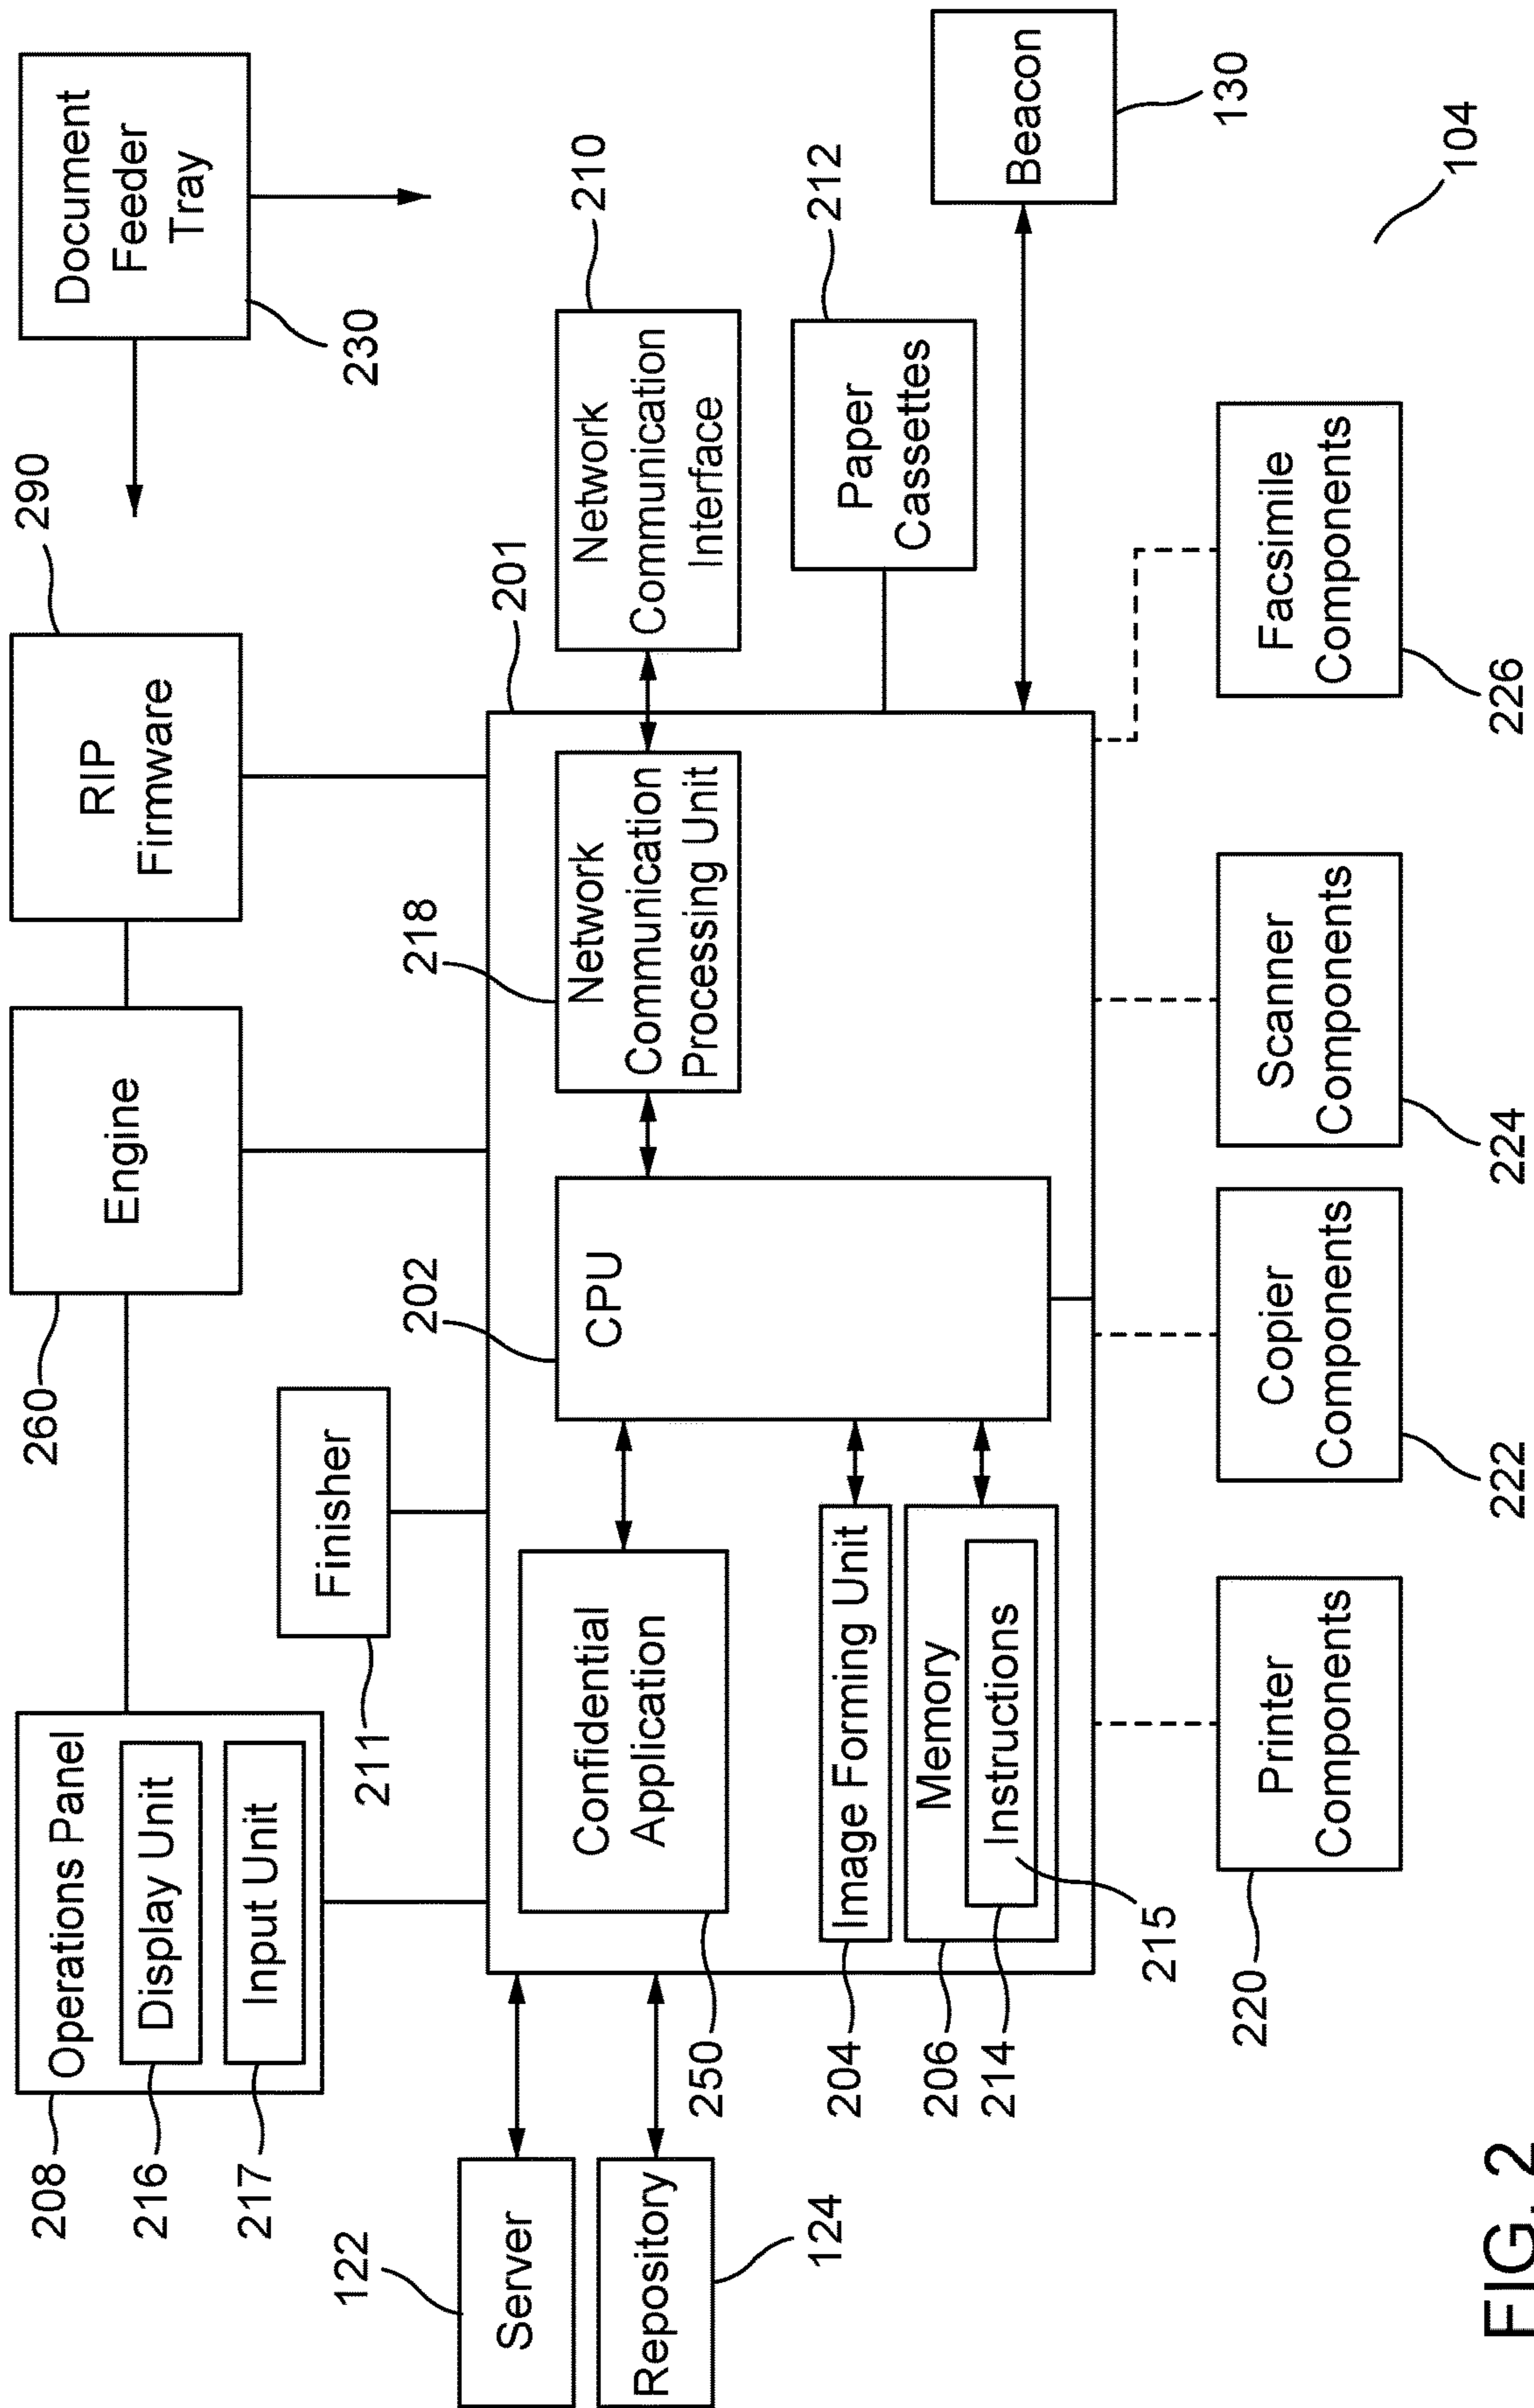 208
Operations Panel
Display Unit
216
Input Unit
217
260
Engine
290
RIP
Firmware
Document
Feeder
Tray
230
211
Finisher
122
Server
Repository
124
201
Confidential
Application
250
202
CPU
218
Network
Communication
Processing Unit
Network
Communication
Interface
210
Image Forming Unit
204
Memory
206
Instructions
214
215
Paper
Cassettes
212
Beacon
130
Printer
Components
220
Copier
Components
222
Scanner
Components
224
Facsimile
Components
226
104
FIG. 2